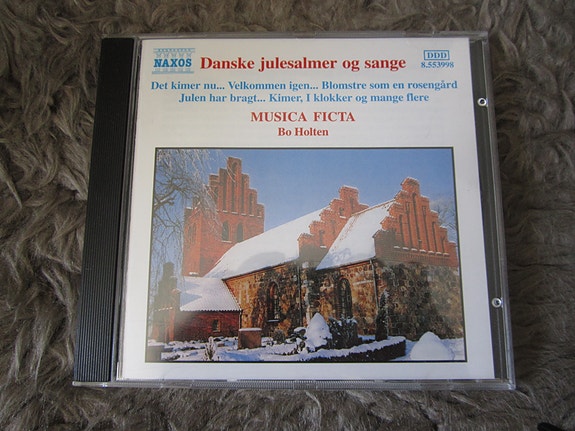 NAXOS
Danske julesalmer og sange
DDD
8.553998
Det kimer nu... Velkommen igen... Blomstre som en rosengård
Julen har bragt... Kimer, I klokker og mange flere
MUSICA FICTA
Bo Holten